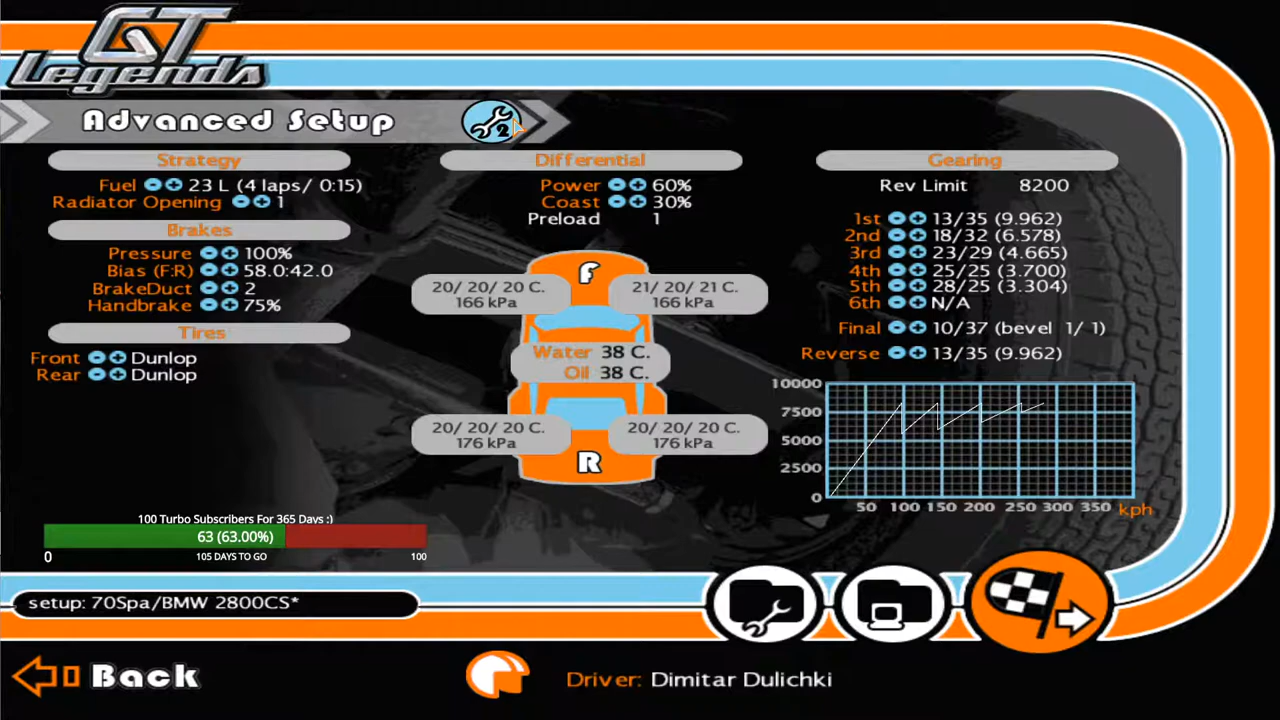 GT
Legends
Advanced Setup
2
Strategy
Fuel 23 L (4 laps/ 0:15)
Radiator Opening 1
Brakes
Pressure 100%
Bias (F:R) 58.0:42.0
BrakeDuct 2
Handbrake 75%
Tires
Front Dunlop
Rear Dunlop
Differential
Power 60%
Coast 30%
Preload 1
F
20/ 20/ 20 C.
166 kPa
21/ 20/ 21 C.
166 kPa
Water 38 C.
Oil 38 C.
20/ 20/ 20 C.
176 kPa
20/ 20/ 20 C.
176 kPa
R
Gearing
Rev Limit 8200
1st 13/35 (9.962)
2nd 18/32 (6.578)
3rd 23/29 (4.665)
4th 25/25 (3.700)
5th 28/25 (3.304)
6th N/A
Final 10/37 (bevel 1/ 1)
Reverse 13/35 (9.962)
10000
7500
5000
2500
0
50 100 150 200 250 300 350 kph
100 Turbo Subscribers For 365 Days :)
63 (63.00%)
0 105 DAYS TO GO 100
setup: 70Spa/BMW 2800CS*
Back
Driver: Dimitar Dulichki